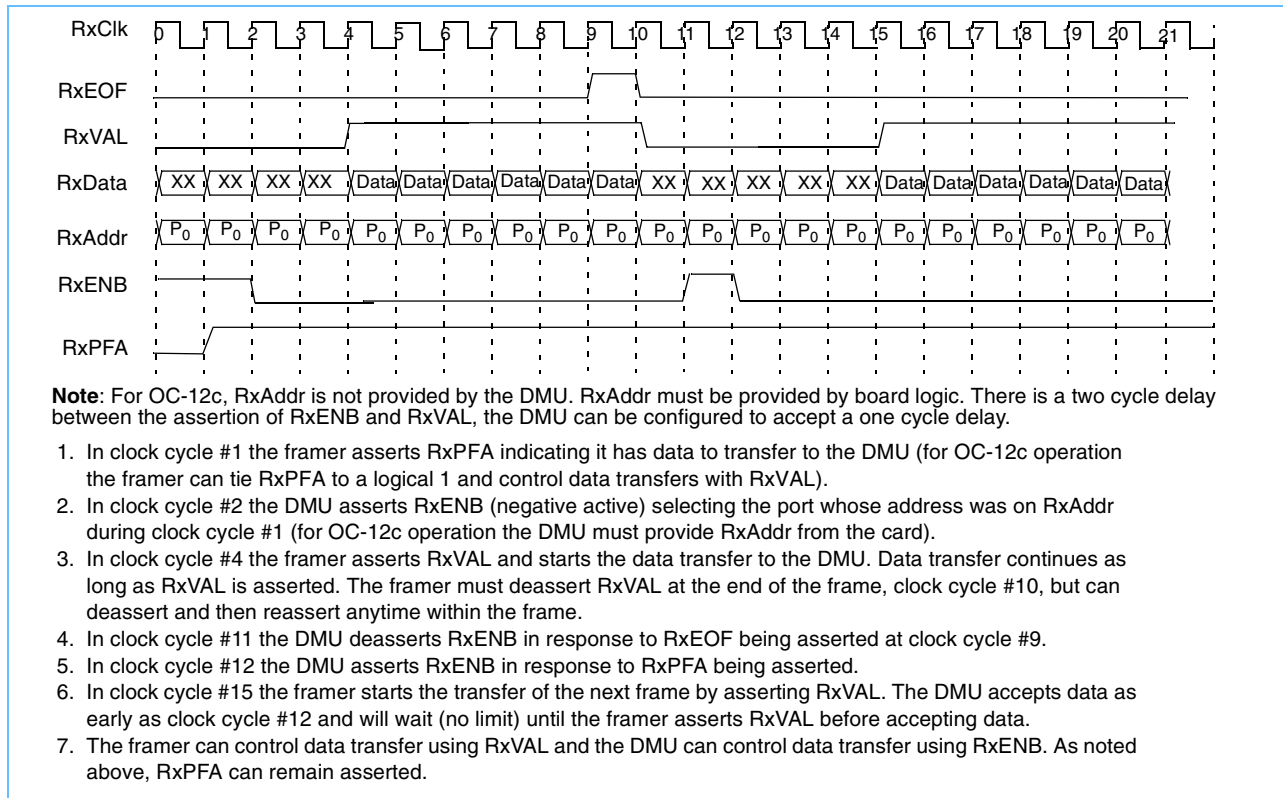 RxClk 0 1 2 3 4 5 6 7 8 9 10 11 12 13 14 15 16 17 18 19 20 21
RxEOF
RxVAL
RxData XX XX XX XX Data Data Data Data Data Data XX XX XX XX XX Data Data Data Data Data Data
RxAddr P0 P0 P0 P0 P0 P0 P0 P0 P0 P0 P0 P0 P0 P0 P0 P0 P0 P0 P0 P0 P0
RxENB
RxPFA
Note: For OC-12c, RxAddr is not provided by the DMU. RxAddr must be provided by board logic. There is a two cycle delay
between the assertion of RxENB and RxVAL, the DMU can be configured to accept a one cycle delay.
1. In clock cycle #1 the framer asserts RxPFA indicating it has data to transfer to the DMU (for OC-12c operation
the framer can tie RxPFA to a logical 1 and control data transfers with RxVAL).
2. In clock cycle #2 the DMU asserts RxENB (negative active) selecting the port whose address was on RxAddr
during clock cycle #1 (for OC-12c operation the DMU must provide RxAddr from the card).
3. In clock cycle #4 the framer asserts RxVAL and starts the data transfer to the DMU. Data transfer continues as
long as RxVAL is asserted. The framer must deassert RxVAL at the end of the frame, clock cycle #10, but can
deassert and then reassert anytime within the frame.
4. In clock cycle #11 the DMU deasserts RxENB in response to RxEOF being asserted at clock cycle #9.
5. In clock cycle #12 the DMU asserts RxENB in response to RxPFA being asserted.
6. In clock cycle #15 the framer starts the transfer of the next frame by asserting RxVAL. The DMU accepts data as
early as clock cycle #12 and will wait (no limit) until the framer asserts RxVAL before accepting data.
7. The framer can control data transfer using RxVAL and the DMU can control data transfer using RxENB. As noted
above, RxPFA can remain asserted.